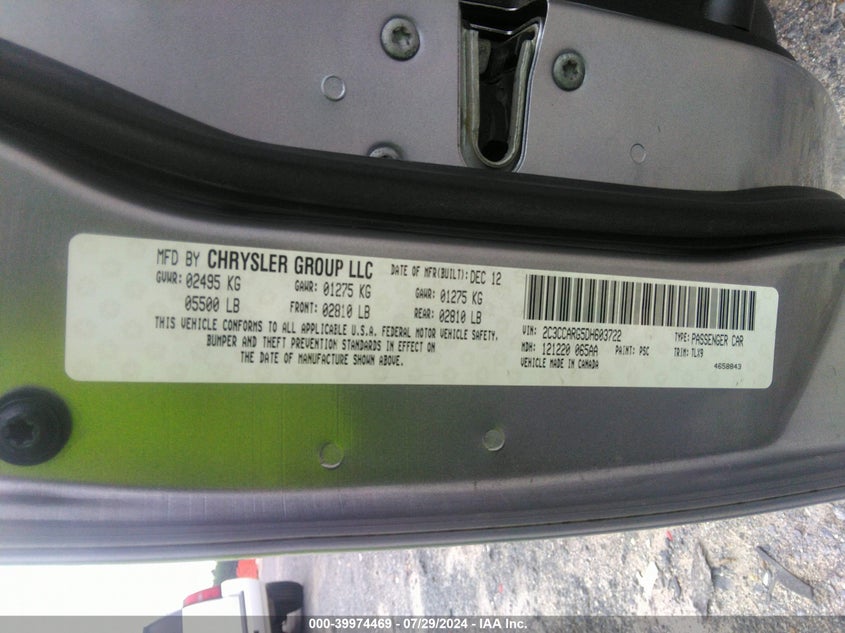 MFD BY CHRYSLER GROUP LLC DATE OF MFR(BUILT): DEC 12
GVWR: 02495 KG GAWR: 01275 KG GAWR: 01275 KG
05500 LB FRONT: 02810 LB REAR: 02810 LB
THIS VEHICLE CONFORMS TO ALL APPLICABLE U.S.A. FEDERAL MOTOR VEHICLE SAFETY,
BUMPER AND THEFT PREVENTION STANDARDS IN EFFECT ON
THE DATE OF MANUFACTURE SHOWN ABOVE.
VIN: 2C3CCARG5DH603722 TYPE: PASSENGER CAR
MDH: 121220 065AA PAINT: PSC TRIM: TLX9
VEHICLE MADE IN CANADA 4658843
000-39974469 - 07/29/2024 - IAA Inc.